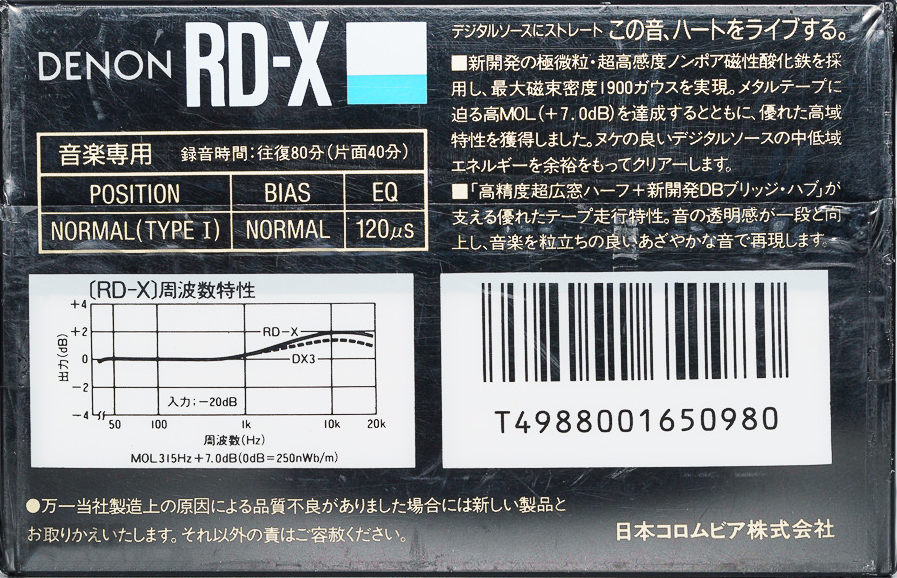 DENON RD-X
デジタルソースにストレート この音、ハートをライブする。
■新開発の極微粒・超高感度ノンポア磁性酸化鉄を採
用し、最大磁束密度1900ガウスを実現。メタルテープに
迫る高MOL(+7.0dB)を達成するとともに、優れた高域
特性を獲得しました。ヌケの良いデジタルソースの中低域
エネルギーを余裕をもってクリアーします。
■「高精度超広窓ハーフ+新開発DBブリッジ・ハブ」が
支える優れたテープ走行特性。音の透明感が一段と向
上し、音楽を粒立ちの良いあざやかな音で再現します。
音楽専用 録音時間:往復80分(片面40分)
POSITION BIAS EQ
NORMAL(TYPE I) NORMAL 120μs
〔RD-X〕周波数特性
出力(dB)
+4
+2
0
-2
-4
RD-X
DX3
入力;-20dB
50 100 1k 10k 20k
周波数(Hz)
MOL315Hz+7.0dB(0dB=250nWb/m)
T4988001650980
●万一当社製造上の原因による品質不良がありました場合には新しい製品と
お取りかえいたします。それ以外の責はご容赦ください。
日本コロムビア株式会社